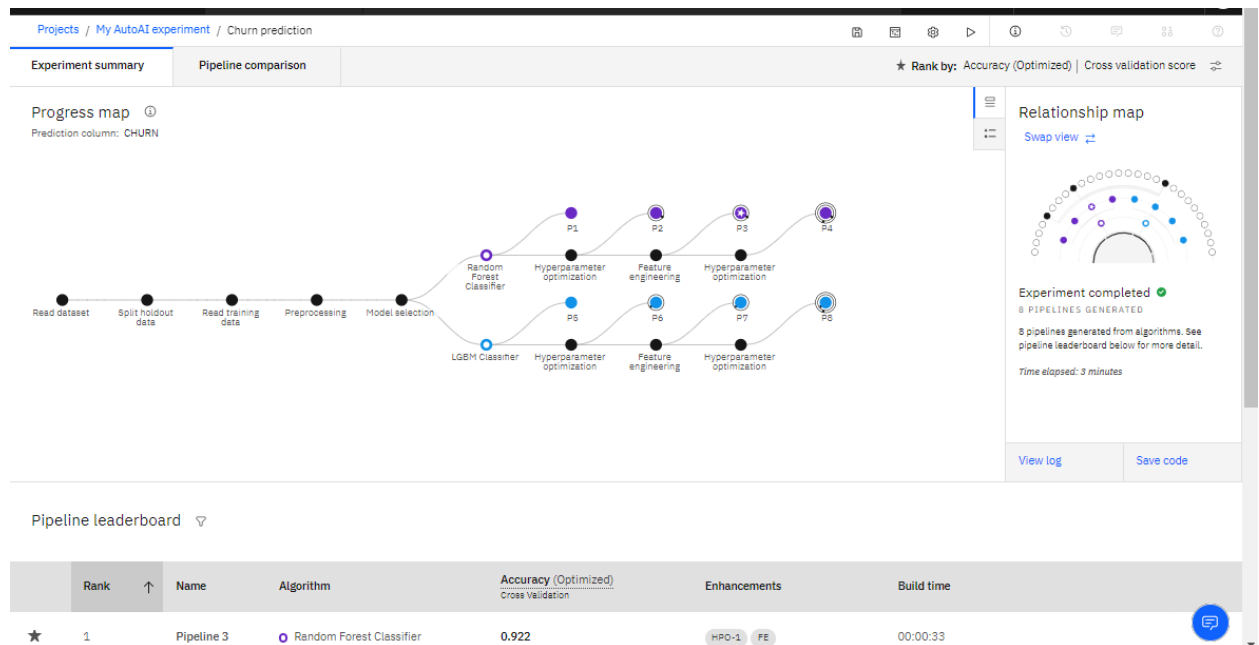 Projects / My AutoAI experiment / Churn prediction
Experiment summary
Pipeline comparison
★ Rank by: Accuracy (Optimized) | Cross validation score
Progress map
Prediction column: CHURN
Relationship map
Swap view
P1
P2
P3
P4
Random
Forest
Classifier
Hyperparameter
optimization
Feature
engineering
Hyperparameter
optimization
Read dataset
Split holdout
data
Read training
data
Preprocessing
Model selection
P5
P6
P7
P8
LGBM Classifier
Hyperparameter
optimization
Feature
engineering
Hyperparameter
optimization
Experiment completed
8 PIPELINES GENERATED
8 pipelines generated from algorithms. See
pipeline leaderboard below for more detail.
Time elapsed: 3 minutes
View log
Save code
Pipeline leaderboard
Rank ↑ Name Algorithm Accuracy (Optimized) Enhancements Build time
Cross Validation
★ 1 Pipeline 3 Random Forest Classifier 0.922 HPO-1 FE 00:00:33